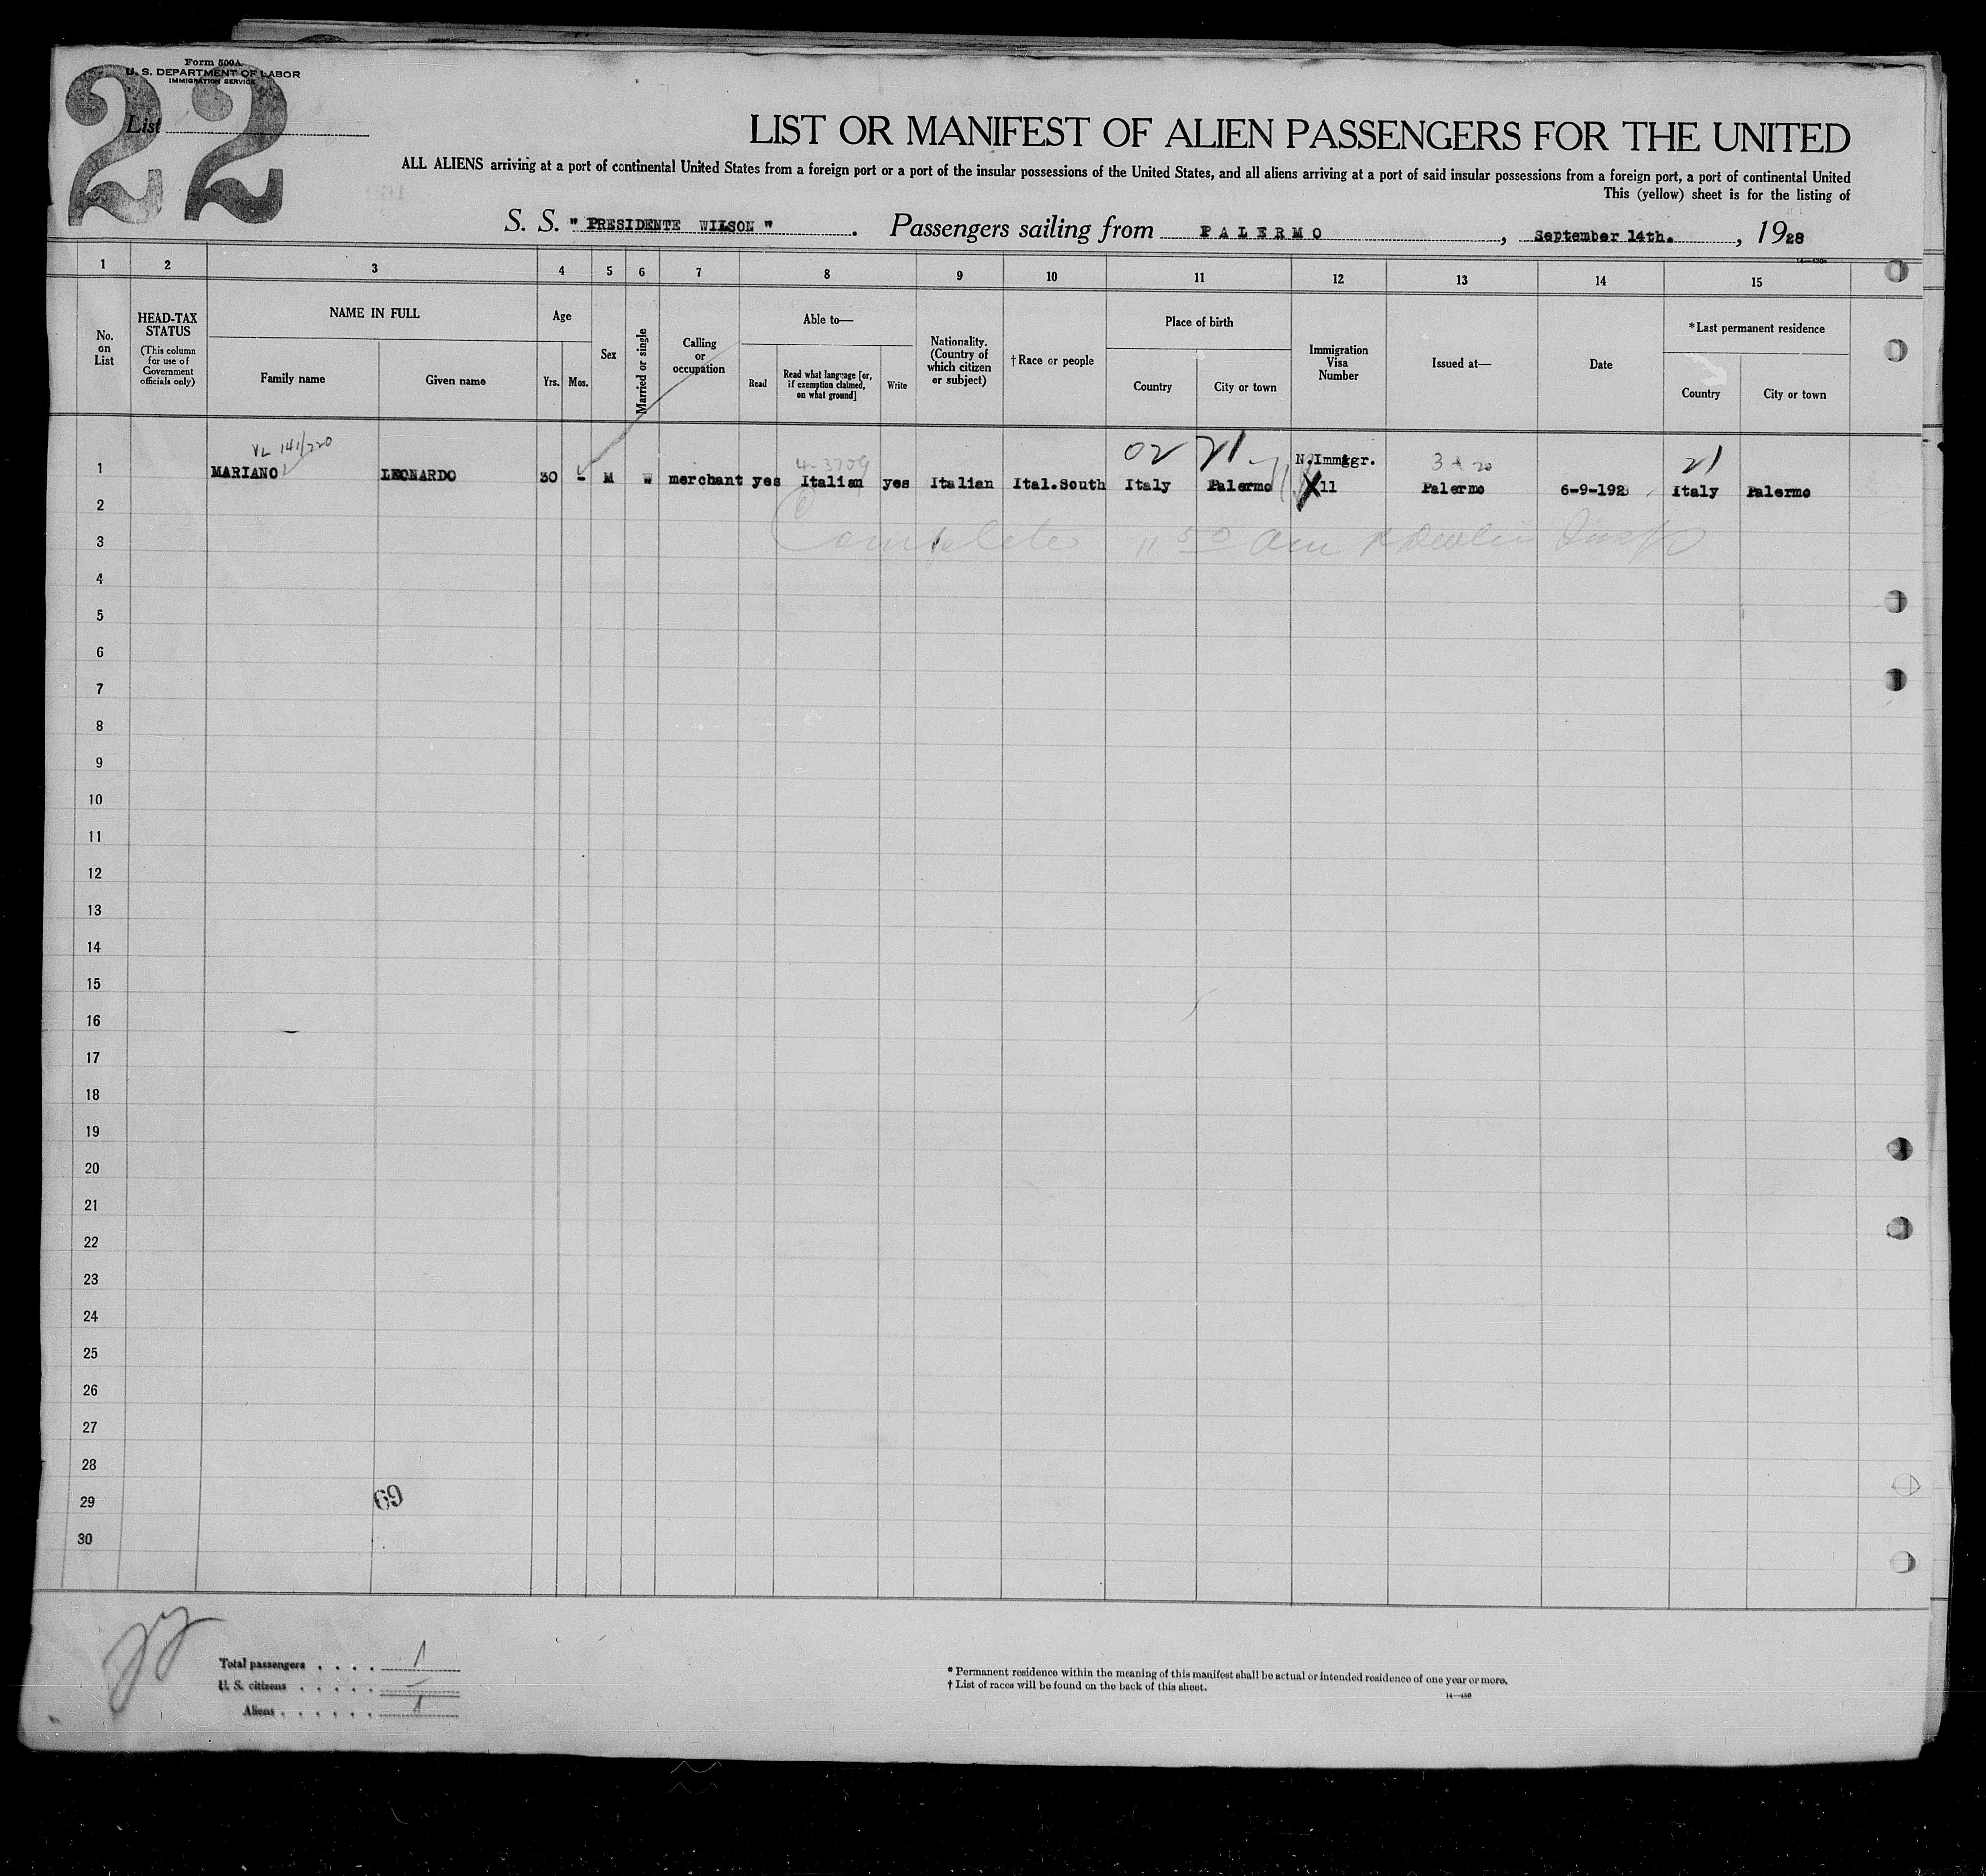 Form 500A
U. S. DEPARTMENT OF LABOR
IMMIGRATION SERVICE
22
List
LIST OR MANIFEST OF ALIEN PASSENGERS FOR THE UNITED
ALL ALIENS arriving at a port of continental United States from a foreign port or a port of the insular possessions of the United States, and all aliens arriving at a port of said insular possessions from a foreign port, a port of continental United
This (yellow) sheet is for the listing of
S. S. " PRESIDENTE WILSON " . Passengers sailing from PALERMO , September 14th. , 1928
1 2 3 4 5 6 7 8 9 10 11 12 13 14 15
No. on List
HEAD-TAX STATUS
(This column for use of Government officials only)
NAME IN FULL
Family name
Given name
Age
Yrs.
Mos.
Sex
Married or single
Calling or occupation
Able to—
Read
Read what language [or, if exemption claimed, on what ground]
Write
Nationality. (Country of which citizen or subject)
†Race or people
Place of birth
Country
City or town
Immigration Visa Number
Issued at—
Date
*Last permanent residence
Country
City or town
VL 141/220
02 21 N.Immigr. 3 20 21
1 MARIANO LEONARDO 30 - M merchant yes Italian yes Italian Ital.South Italy Palermo 11 Palermo 6-9-1928 Italy Palermo
2
Complete 11 50 am
3
4
5
6
7
8
9
10
11
12
13
14
15
16
17
18
19
20
21
22
23
24
25
26
27
28
29
69
30
Total passengers . . . . 1
U. S. citizens . . . . . —
Aliens . . . . . . 1
* Permanent residence within the meaning of this manifest shall be actual or intended residence of one year or more.
† List of races will be found on the back of this sheet.